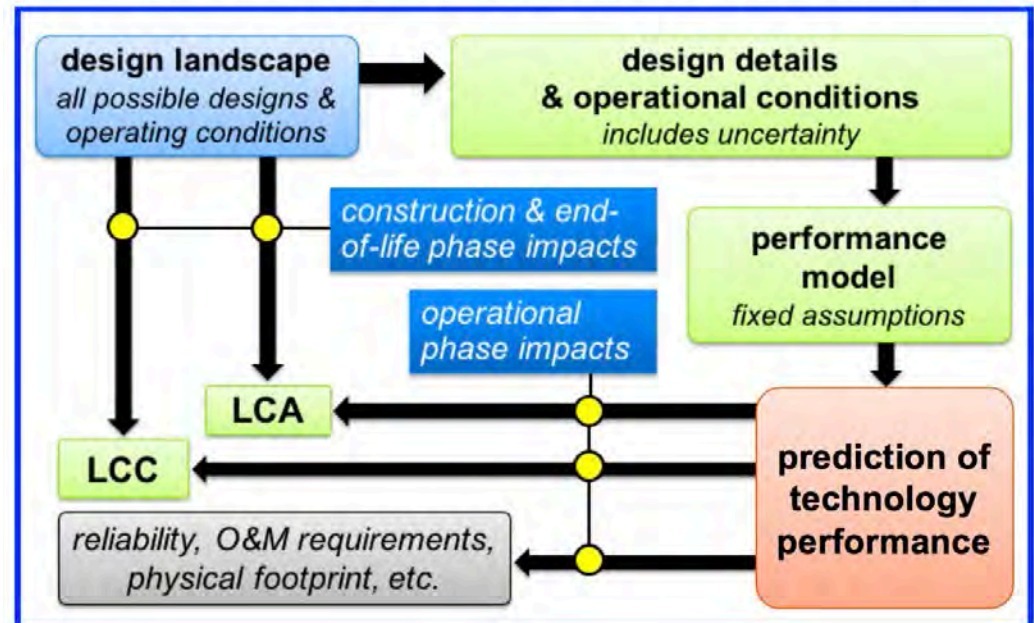 design landscape
all possible designs &
operating conditions
design details
& operational conditions
includes uncertainty
construction & end-
of-life phase impacts
performance
model
fixed assumptions
operational
phase impacts
LCA
LCC
prediction of
technology
performance
reliability, O&M requirements,
physical footprint, etc.